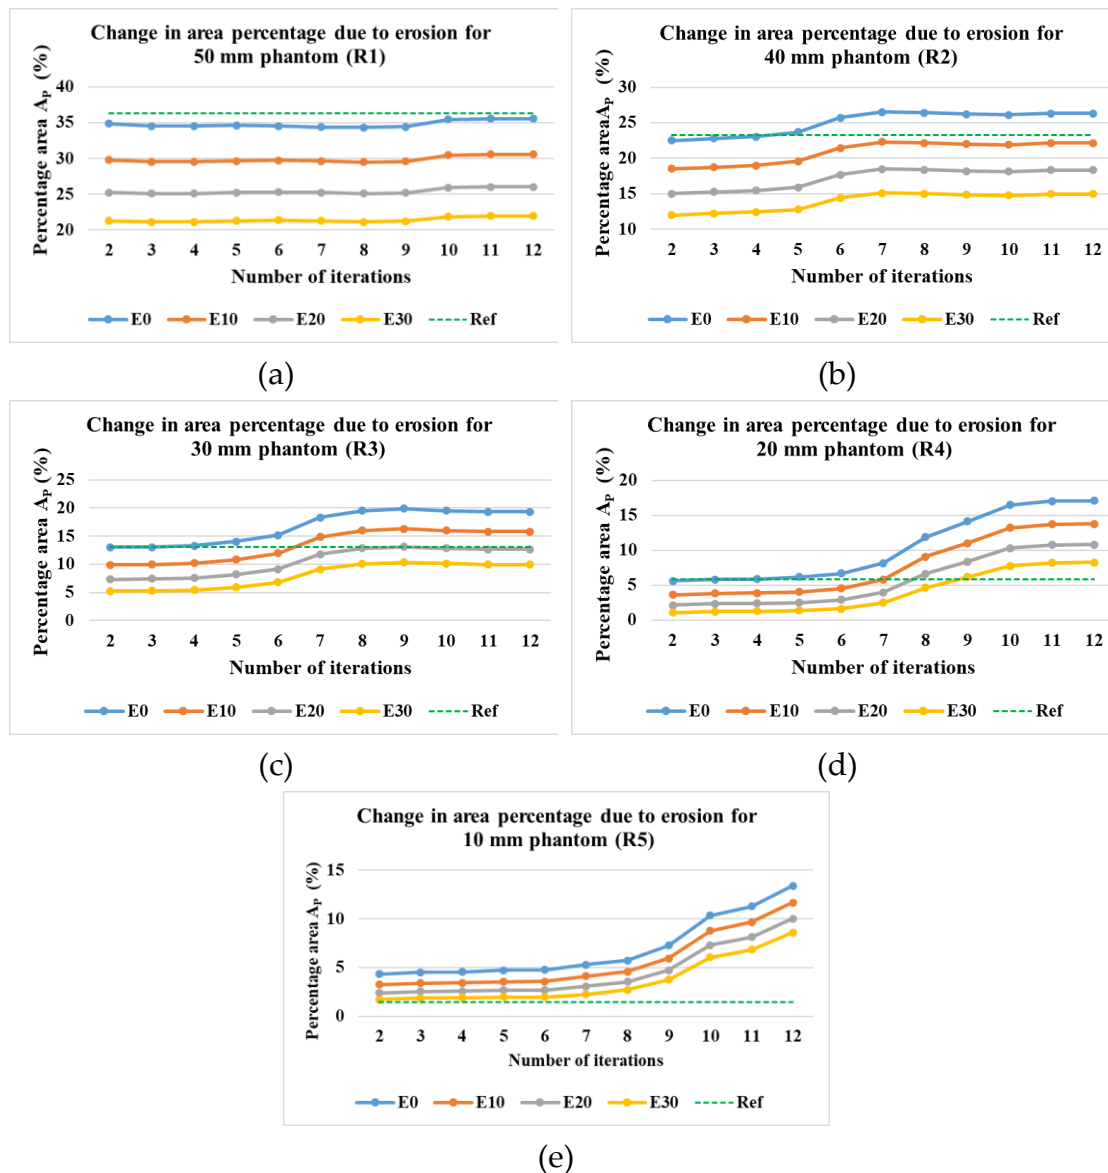 Change in area percentage due to erosion for
50 mm phantom (R1)
Percentage area AP (%)
40
35
30
25
20
2 3 4 5 6 7 8 9 10 11 12
Number of iterations
E0 E10 E20 E30 Ref
(a)
Change in area percentage due to erosion for
40 mm phantom (R2)
Percentage areaAP (%)
30
25
20
15
10
2 3 4 5 6 7 8 9 10 11 12
Number of iterations
E0 E10 E20 E30 Ref
(b)
Change in area percentage due to erosion for
30 mm phantom (R3)
Percentage area AP (%)
25
20
15
10
5
0
2 3 4 5 6 7 8 9 10 11 12
Number of iterations
E0 E10 E20 E30 Ref
(c)
Change in area percentage due to erosion for
20 mm phantom (R4)
Percentage area AP (%)
20
15
10
5
0
2 3 4 5 6 7 8 9 10 11 12
Number of iterations
E0 E10 E20 E30 Ref
(d)
Change in area percentage due to erosion for
10 mm phantom (R5)
Percentage area AP (%)
15
10
5
0
2 3 4 5 6 7 8 9 10 11 12
Number of iterations
E0 E10 E20 E30 Ref
(e)